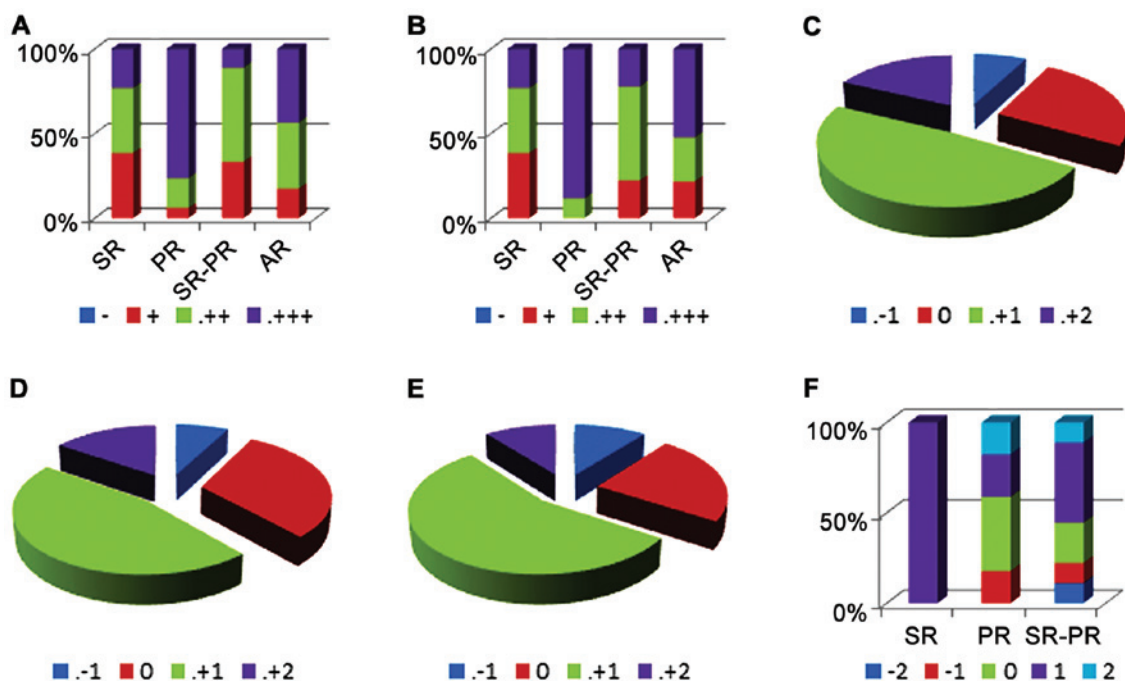 A
100%
50%
0%
SR PR SR-PR AR
- + .++ .+++
B
100%
50%
0%
SR PR SR-PR AR
- + .++ .+++
C
.-1 0 .+1 .+2
D
.-1 0 .+1 .+2
E
.-1 0 .+1 .+2
F
100%
50%
0%
SR PR SR-PR
-2 -1 0 1 2